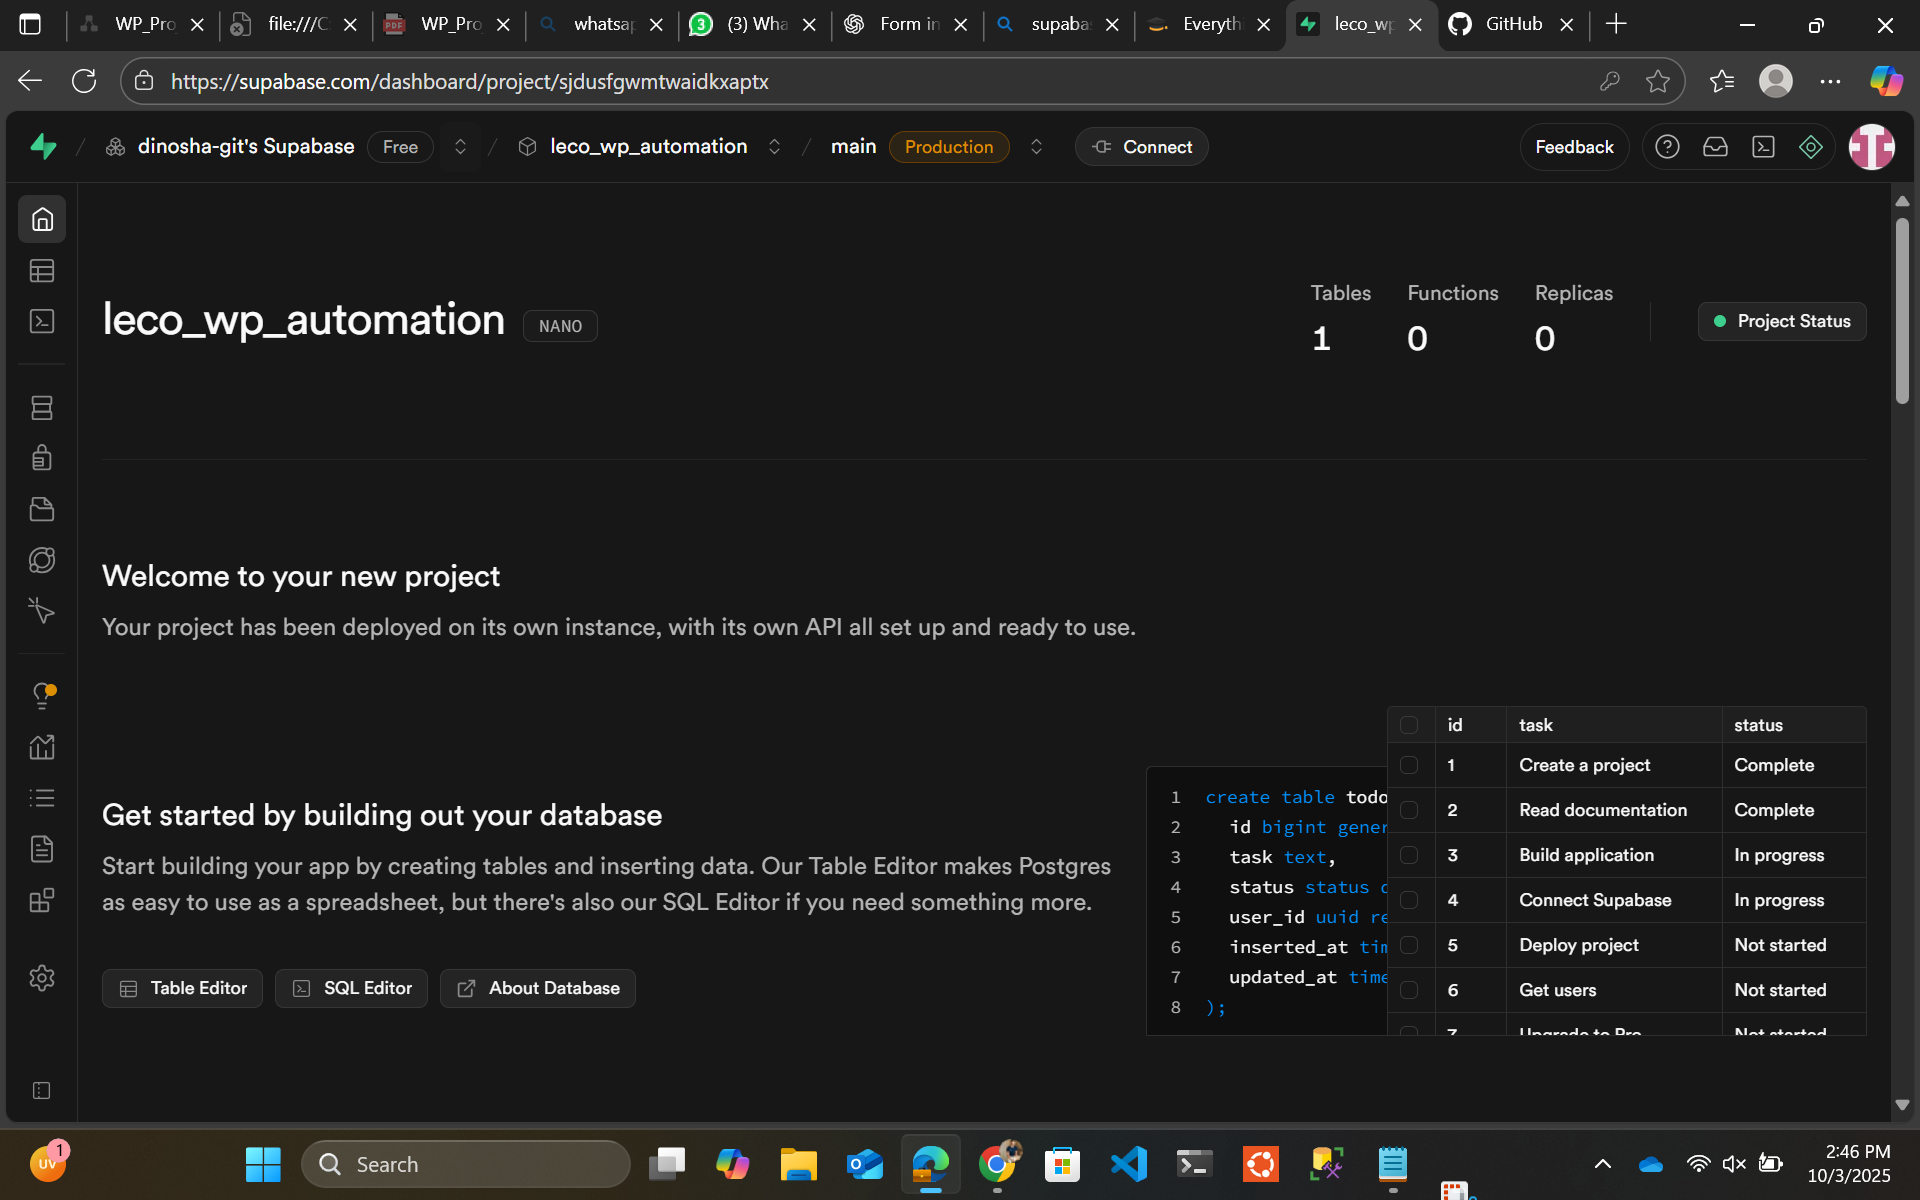 WP_Pro
file:///C:
WP_Pro
whatsap
(3) Wha
Form in
supaba
Everythi
leco_wp
GitHub
https://supabase.com/dashboard/project/sjdusfgwmtwaidkxaptx
dinosha-git's Supabase Free leco_wp_automation main Production Connect Feedback
leco_wp_automation NANO
Tables Functions Replicas
1 0 0
Project Status
Welcome to your new project
Your project has been deployed on its own instance, with its own API all set up and ready to use.
Get started by building out your database
Start building your app by creating tables and inserting data. Our Table Editor makes Postgres
as easy to use as a spreadsheet, but there's also our SQL Editor if you need something more.
Table Editor SQL Editor About Database
1 create table todo
2 id bigint gener
3 task text,
4 status status
5 user_id uuid re
6 inserted_at tim
7 updated_at time
8 );
id task status
1 Create a project Complete
2 Read documentation Complete
3 Build application In progress
4 Connect Supabase In progress
5 Deploy project Not started
6 Get users Not started
7 Upgrade to Pro Not started
UV 1
Search
2:46 PM
10/3/2025